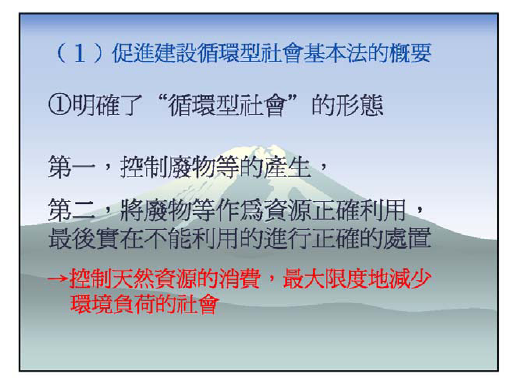 （１）促進建設循環型社會基本法的概要
①明確了“循環型社會”的形態
第一，控制廢物等的產生，
第二，將廢物等作為資源正確利用，
最後實在不能利用的進行正確的處置
→控制天然資源的消費，最大限度地減少
環境負荷的社會